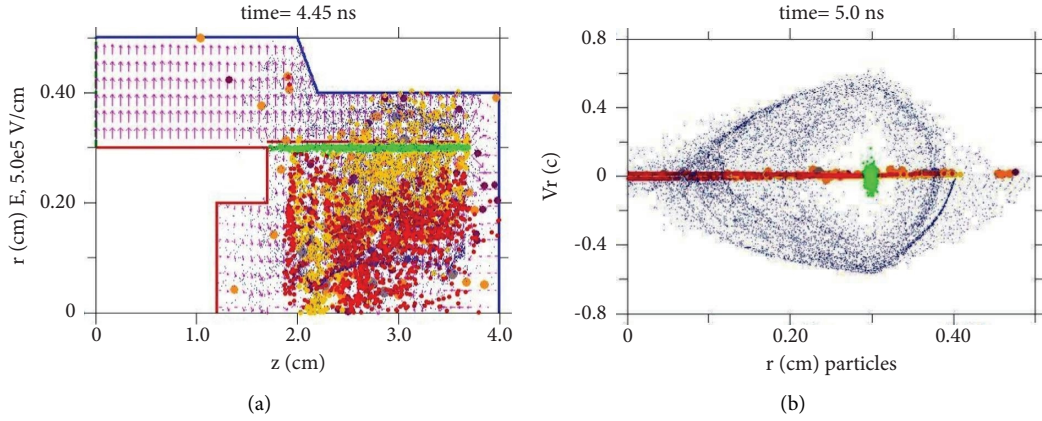 time= 4.45 ns
r (cm) E, 5.0e5 V/cm
0.40
0.20
0
0
1.0
2.0
3.0
4.0
z (cm)
(a)
time= 5.0 ns
Vr (c)
0.8
0.4
0
-0.4
-0.8
0
0.20
0.40
r (cm) particles
(b)